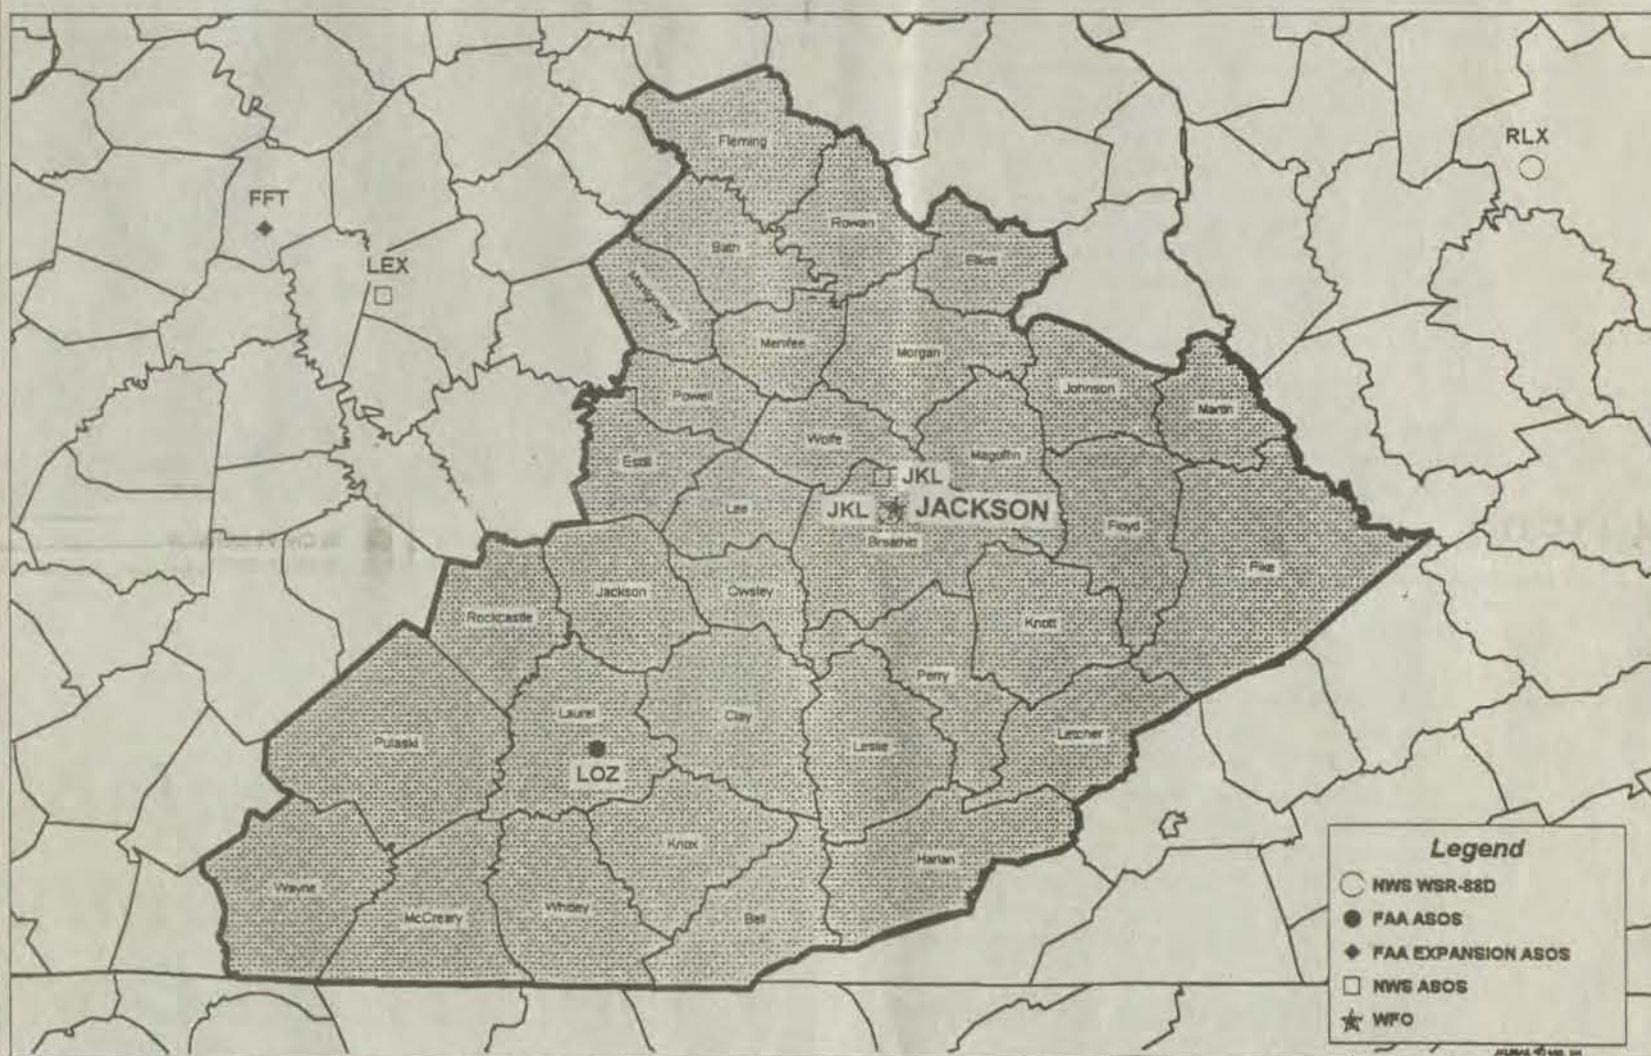 RLX
Fleming
FFT
Rowan
Bath
Elliott
LEX
Montgomery
Menifee
Morgan
Johnson
Powell
Martin
Wolfe
Magoffin
Estill
JKL
Lee
JKL
JACKSON
Floyd
Breathitt
Pike
Jackson
Owsley
Rockcastle
Knott
Perry
Laurel
Clay
Letcher
Pulaski
Leslie
LOZ
Knox
Harlan
Wayne
Whitley
McCreary
Bell
Legend
NWS WSR-88D
FAA ASOS
FAA EXPANSION ASOS
NWS ASOS
WFO